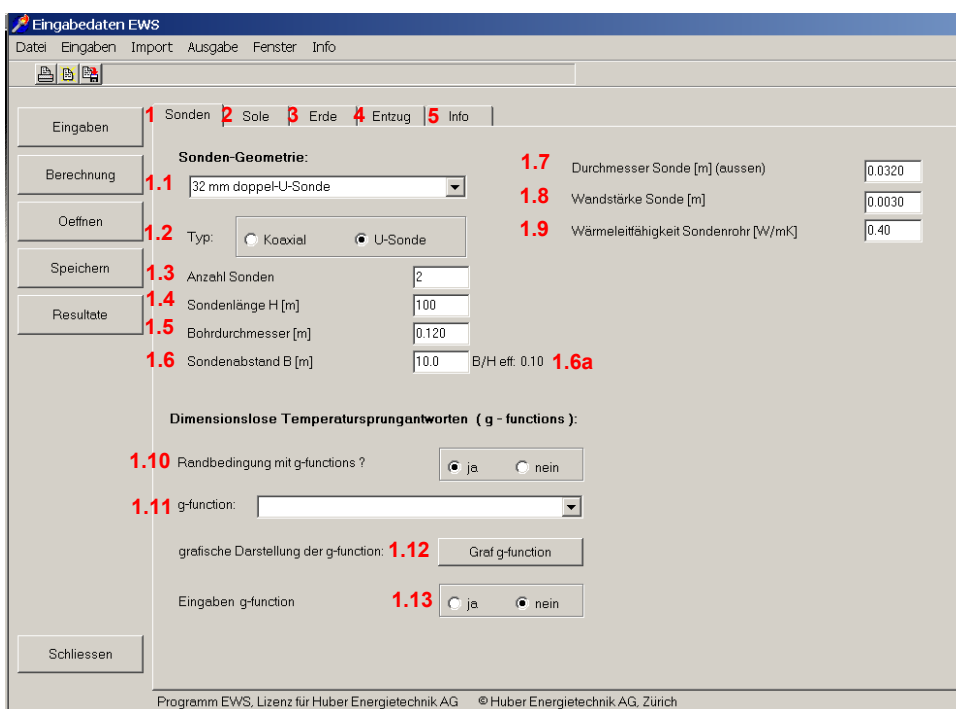 Eingabedaten EWS
Datei Eingaben Import Ausgabe Fenster Info
1 Sonden 2 Sole 3 Erde 4 Entzug 5 Info
Eingaben
Berechnung
Oeffnen
Speichern
Resultate
Schliessen
Sonden-Geometrie:
1.1 32 mm doppel-U-Sonde
1.2 Typ: Koaxial U-Sonde
1.3 Anzahl Sonden 2
1.4 Sondenlänge H [m] 100
1.5 Bohrdurchmesser [m] 0.120
1.6 Sondenabstand B [m] 10.0 B/H eff: 0.10 1.6a
1.7 Durchmesser Sonde [m] (aussen) 0.0320
1.8 Wandstärke Sonde [m] 0.0030
1.9 Wärmeleitfähigkeit Sondenrohr [W/mK] 0.40
Dimensionslose Temperatursprungantworten ( g - functions ):
1.10 Randbedingung mit g-functions ? ja nein
1.11 g-function:
grafische Darstellung der g-function: 1.12 Graf g-function
Eingaben g-function 1.13 ja nein
Programm EWS, Lizenz für Huber Energietechnik AG © Huber Energietechnik AG, Zürich